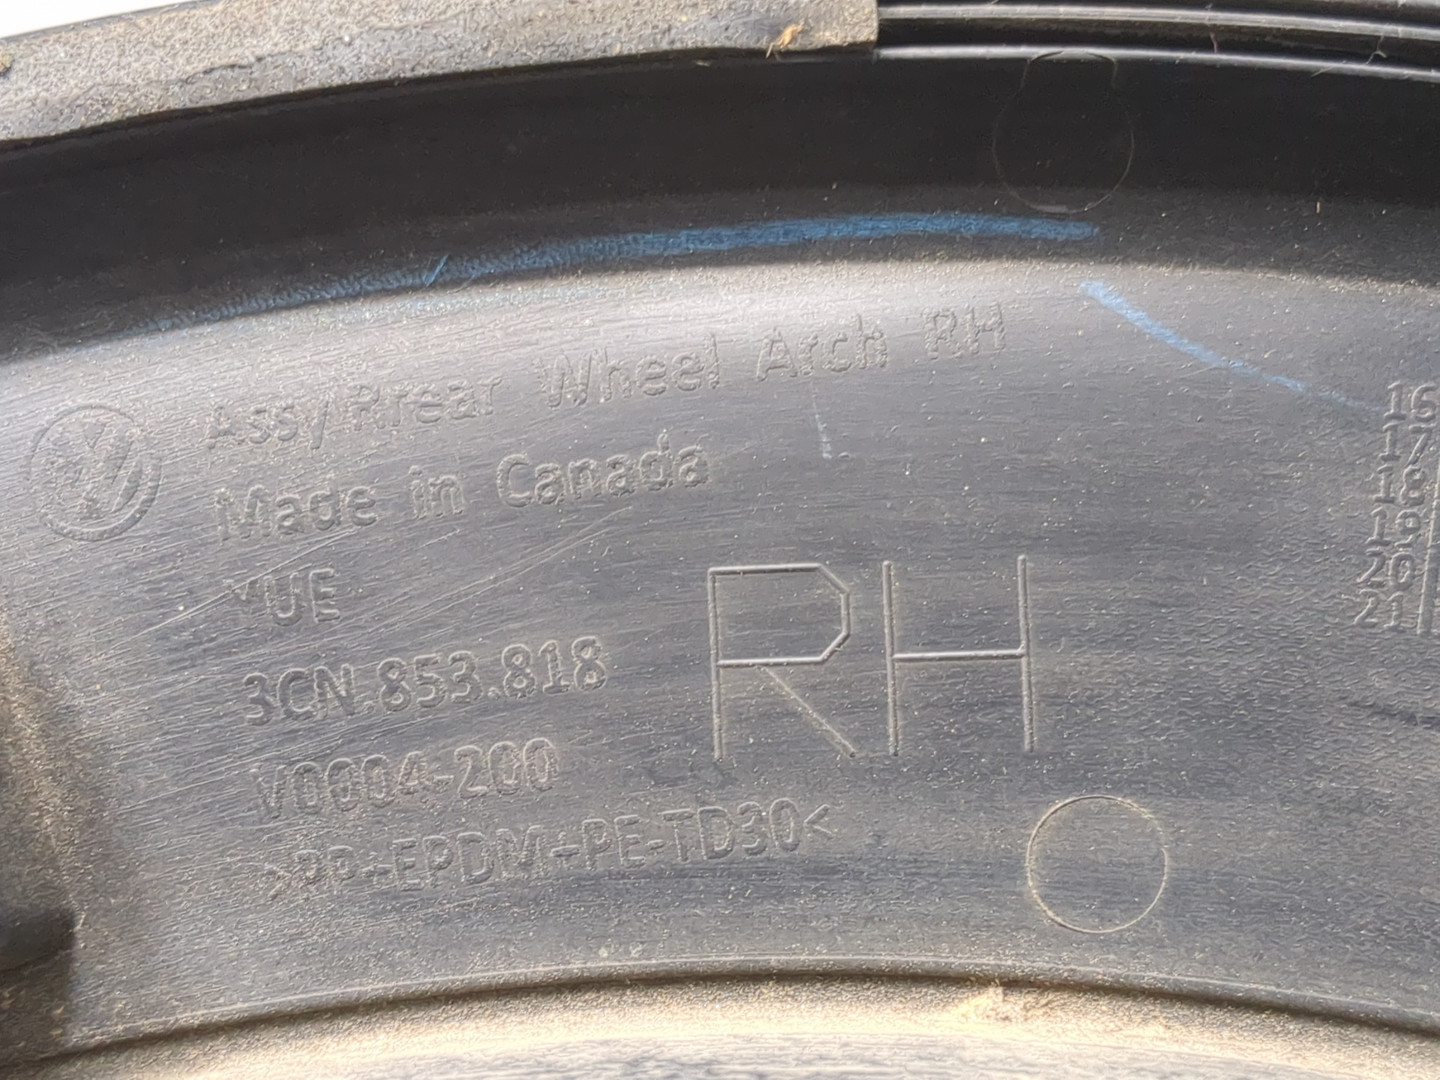 Assy/Rrear Wheel Arch RH
Made in Canada
YUE
3CN.853.818
V0004-200
>PP+EPDM+PE-TD30<
RH
16
17
18
19
20
21